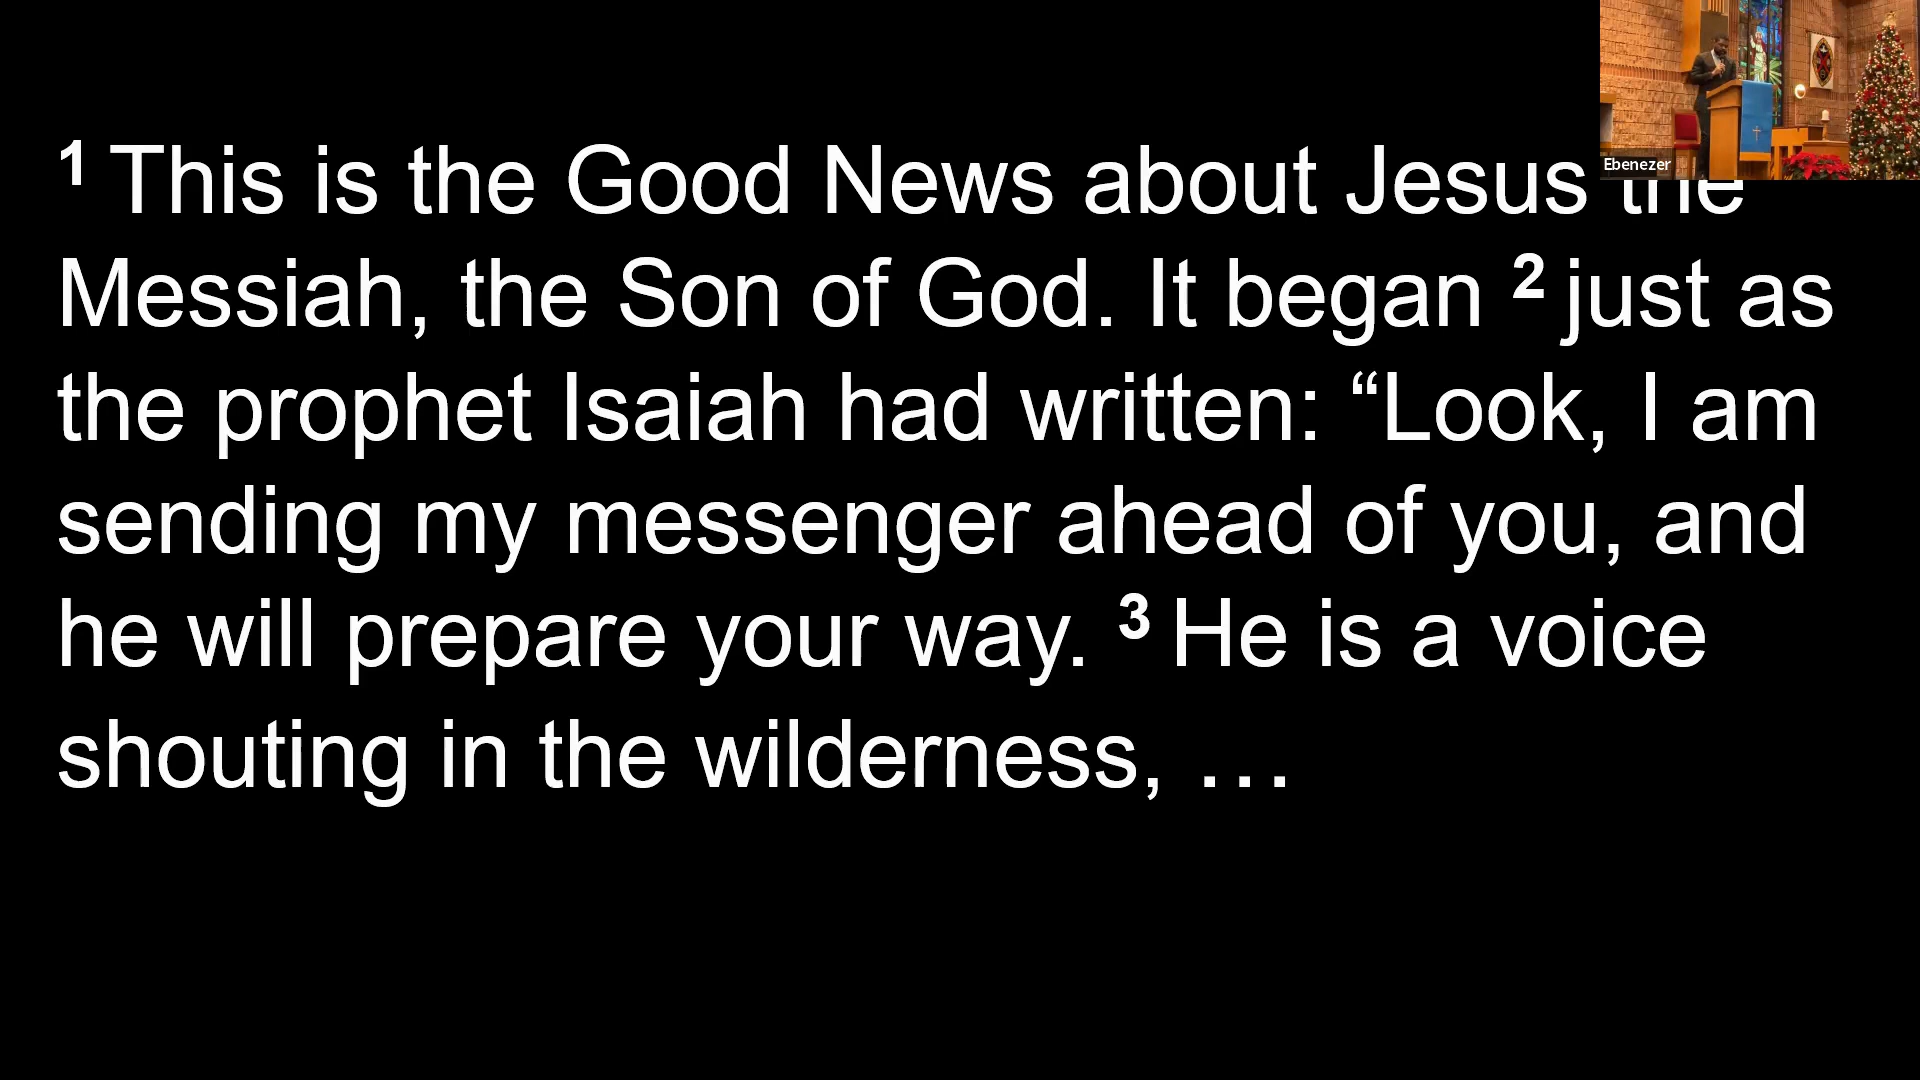 1 This is the Good News about Jesus the
Messiah, the Son of God. It began 2 just as
the prophet Isaiah had written: “Look, I am
sending my messenger ahead of you, and
he will prepare your way. 3 He is a voice
shouting in the wilderness, …
Ebenezer